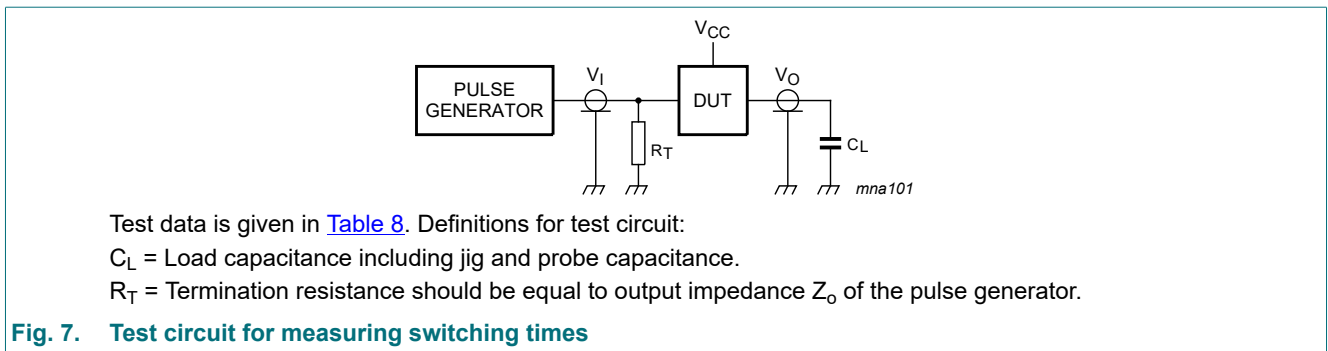 VCC
PULSE
GENERATOR
VI
DUT
VO
RT
CL
mna101
Test data is given in Table 8. Definitions for test circuit:
CL = Load capacitance including jig and probe capacitance.
RT = Termination resistance should be equal to output impedance Zo of the pulse generator.
Fig. 7. Test circuit for measuring switching times